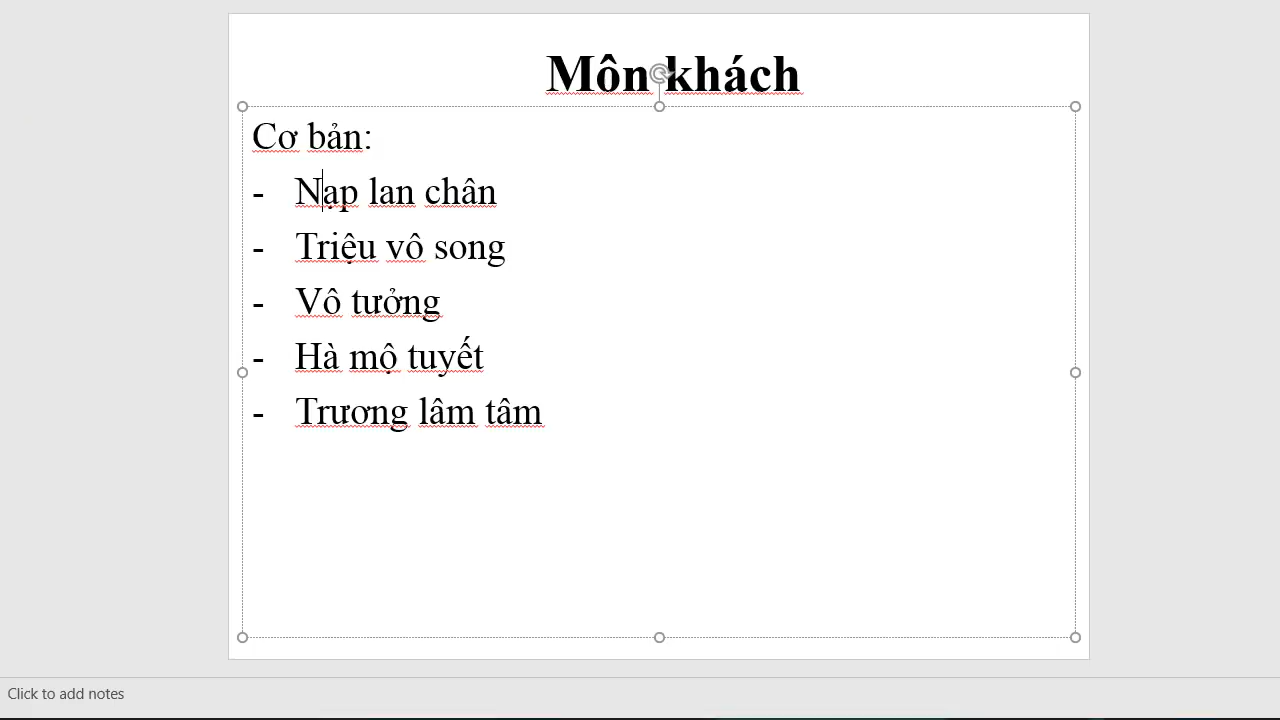 Môn khách
Cơ bản:
- Nạp lan chân
- Triệu vô song
- Vô tưởng
- Hà mộ tuyết
- Trương lâm tâm
Click to add notes